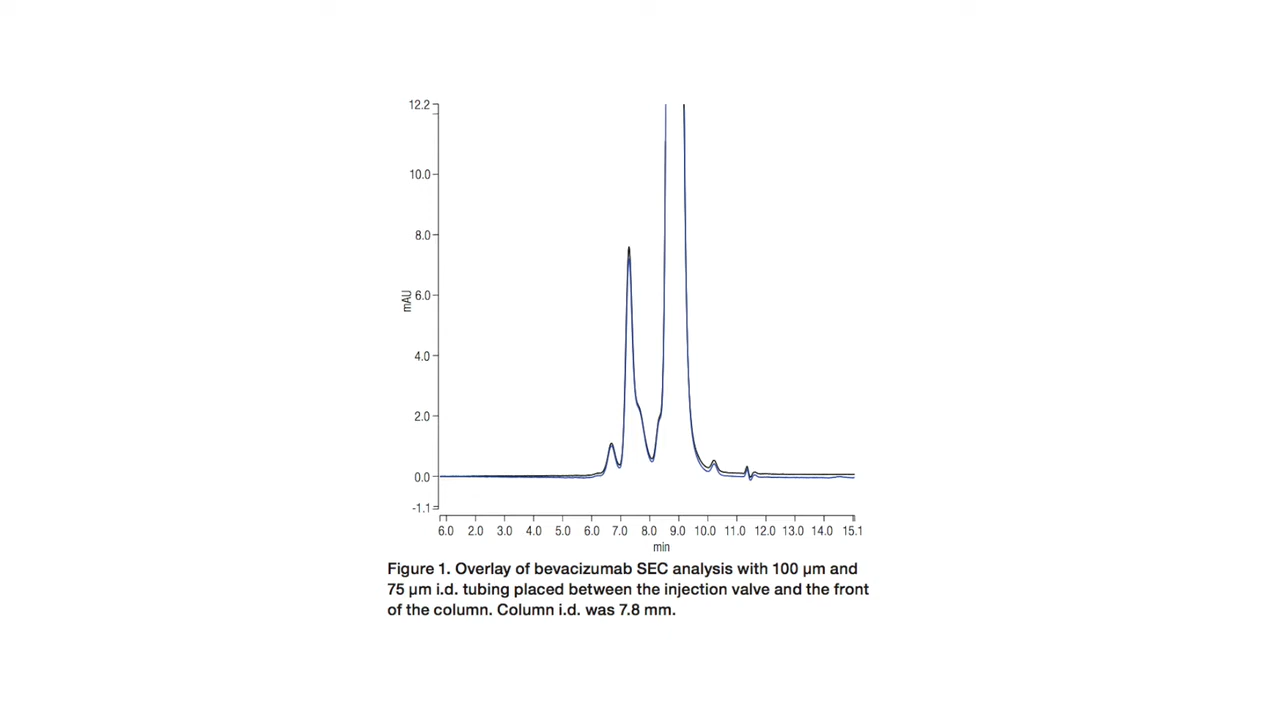 12.2
10.0
8.0
6.0
mAU
4.0
2.0
0.0
-1.1
6.0 2.0 3.0 4.0 5.0 6.0 7.0 8.0 9.0 10.0 11.0 12.0 13.0 14.0 15.1
min
Figure 1. Overlay of bevacizumab SEC analysis with 100 µm and
75 µm i.d. tubing placed between the injection valve and the front
of the column. Column i.d. was 7.8 mm.